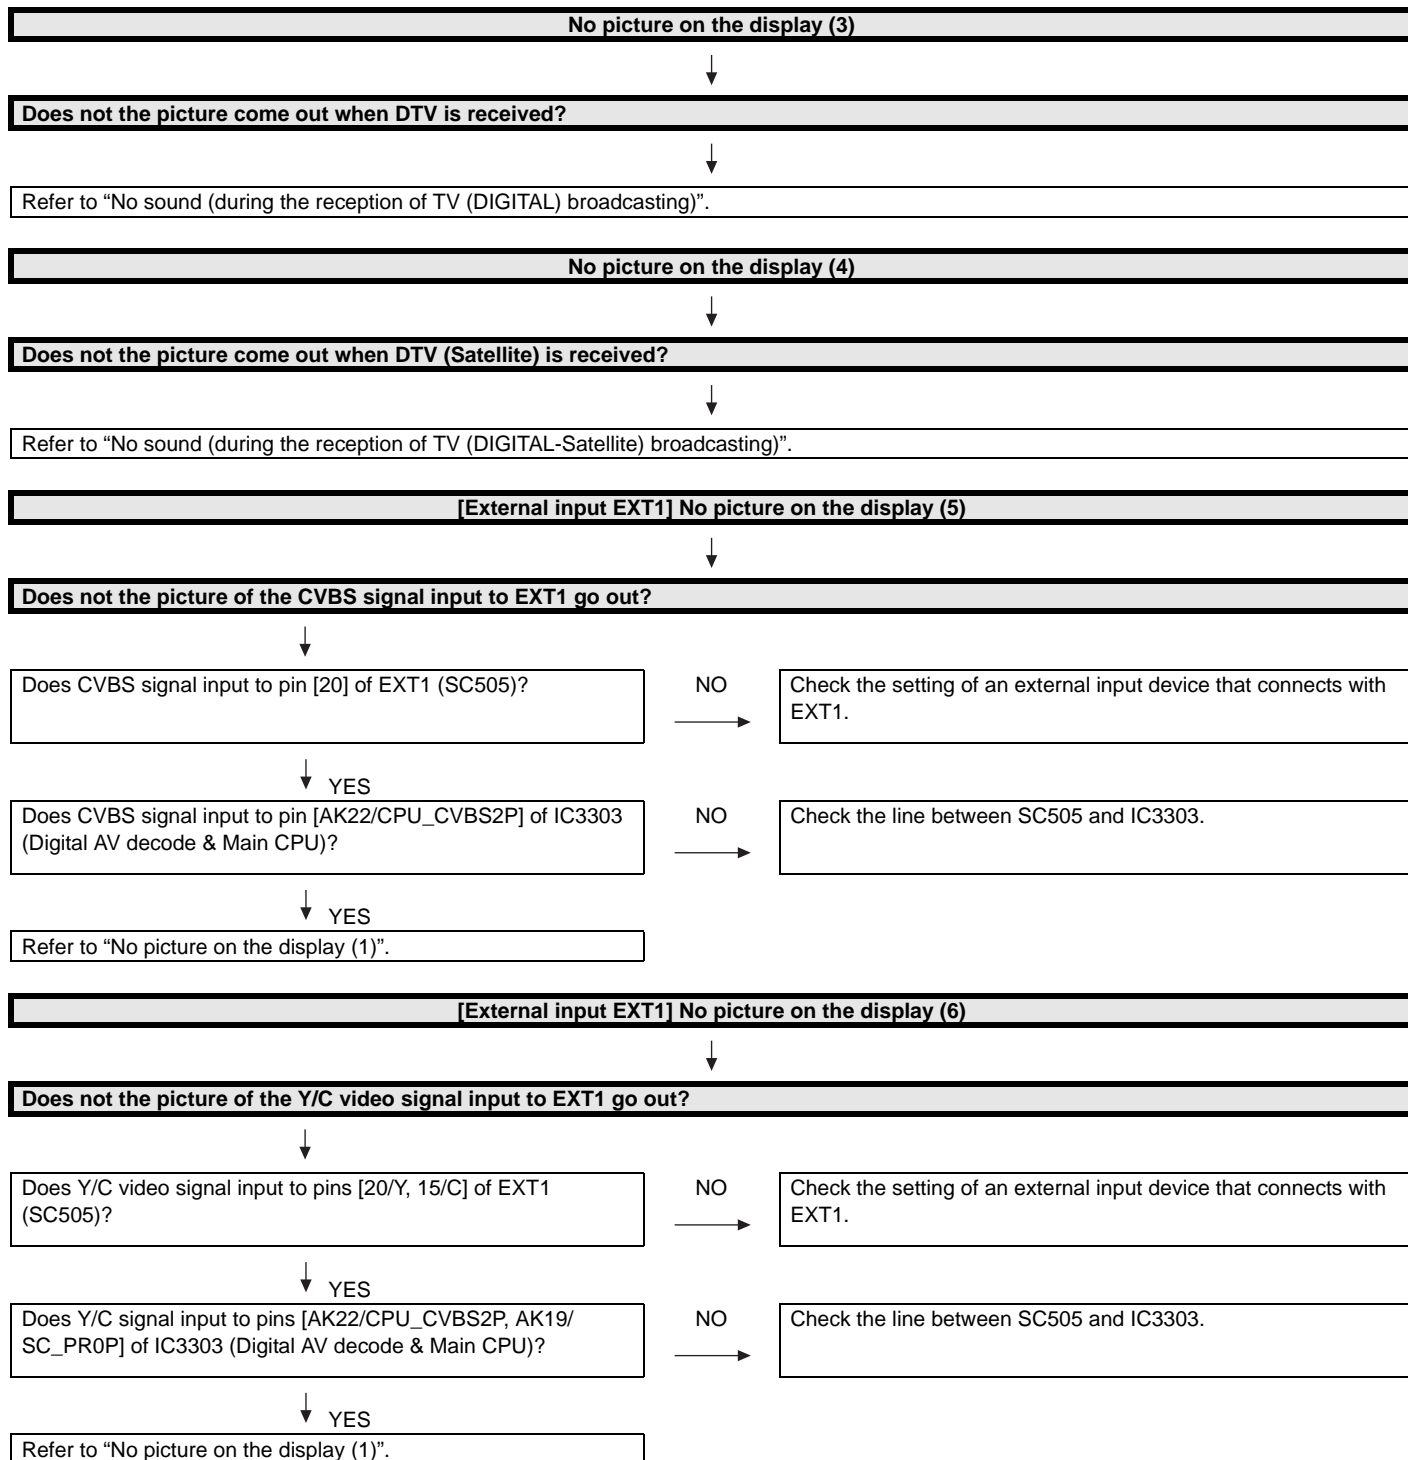 No picture on the display (3)
Does not the picture come out when DTV is received?
Refer to “No sound (during the reception of TV (DIGITAL) broadcasting)”.
No picture on the display (4)
Does not the picture come out when DTV (Satellite) is received?
Refer to “No sound (during the reception of TV (DIGITAL-Satellite) broadcasting)”.
[External input EXT1] No picture on the display (5)
Does not the picture of the CVBS signal input to EXT1 go out?
Does CVBS signal input to pin [20] of EXT1 (SC505)?
NO
Check the setting of an external input device that connects with
EXT1.
YES
Does CVBS signal input to pin [AK22/CPU_CVBS2P] of IC3303
(Digital AV decode & Main CPU)?
NO
Check the line between SC505 and IC3303.
YES
Refer to “No picture on the display (1)”.
[External input EXT1] No picture on the display (6)
Does not the picture of the Y/C video signal input to EXT1 go out?
Does Y/C video signal input to pins [20/Y, 15/C] of EXT1
(SC505)?
NO
Check the setting of an external input device that connects with
EXT1.
YES
Does Y/C signal input to pins [AK22/CPU_CVBS2P, AK19/
SC_PR0P] of IC3303 (Digital AV decode & Main CPU)?
NO
Check the line between SC505 and IC3303.
YES
Refer to “No picture on the display (1)”.